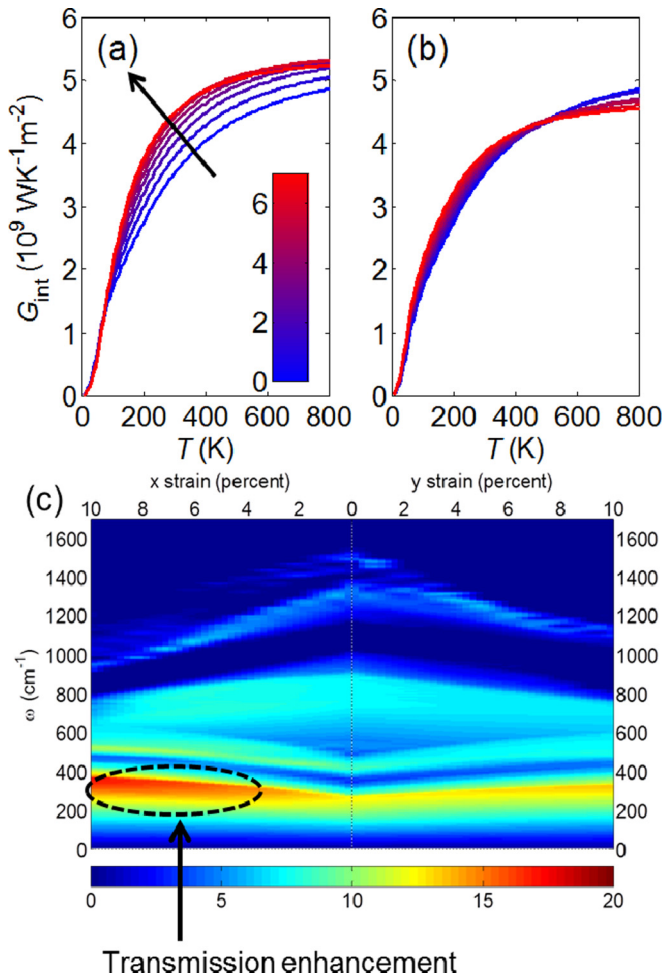 (a)
(b)
G_int (10^9 WK^-1m^-2)
6
5
4
3
2
1
0
6
4
2
0
6
5
4
3
2
1
0
0 200 400 600 800
0 200 400 600 800
T (K)
T (K)
(c)
x strain (percent)
y strain (percent)
10 8 6 4 2 0 2 4 6 8 10
ω (cm^-1)
1600 1600
1400 1400
1200 1200
1000 1000
800 800
600 600
400 400
200 200
0 0
0 5 10 15 20
Transmission enhancement